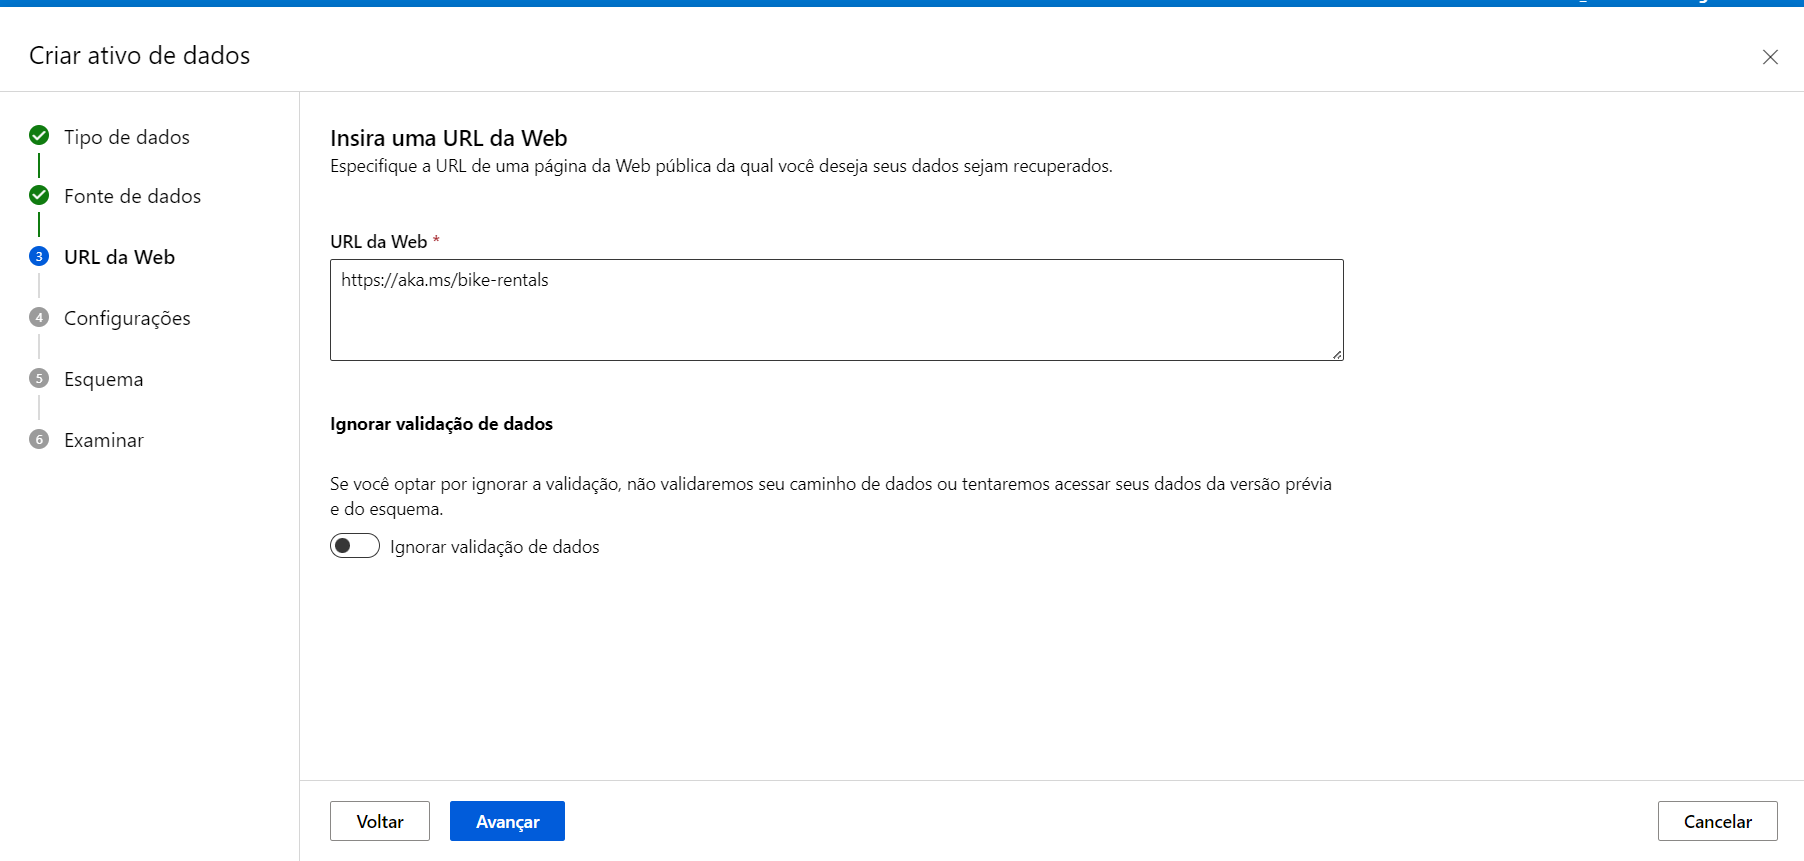 Criar ativo de dados
Tipo de dados
Fonte de dados
3 URL da Web
4 Configurações
5 Esquema
6 Examinar
Insira uma URL da Web
Especifique a URL de uma página da Web pública da qual você deseja seus dados sejam recuperados.
URL da Web *
https://aka.ms/bike-rentals
Ignorar validação de dados
Se você optar por ignorar a validação, não validaremos seu caminho de dados ou tentaremos acessar seus dados da versão prévia
e do esquema.
Ignorar validação de dados
Voltar
Avançar
Cancelar